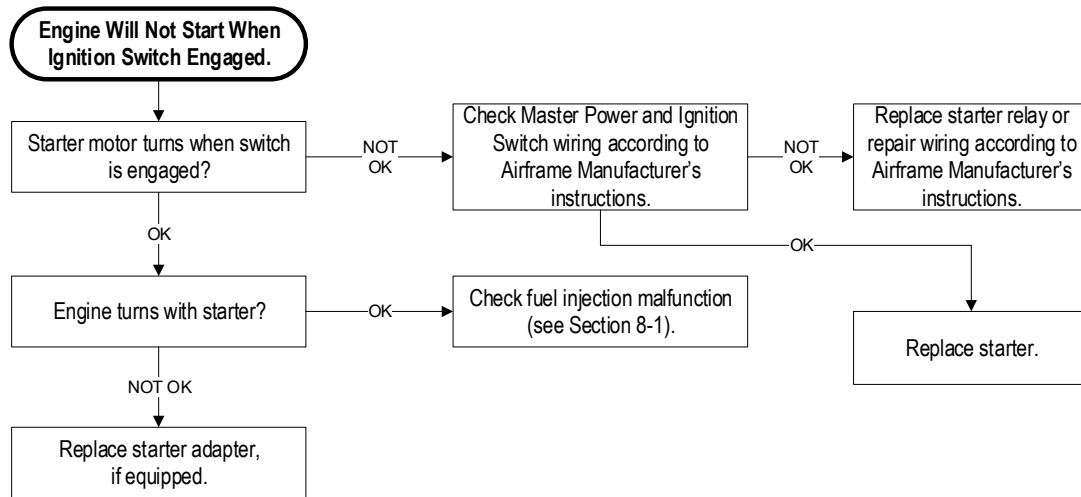 Engine Will Not Start When
Ignition Switch Engaged.
Starter motor turns when switch
is engaged?
NOT
OK
Check Master Power and Ignition
Switch wiring according to
Airframe Manufacturer's
instructions.
NOT
OK
Replace starter relay or
repair wiring according to
Airframe Manufacturer's
instructions.
OK
OK
Engine turns with starter?
OK
Check fuel injection malfunction
(see Section 8-1).
Replace starter.
NOT OK
Replace starter adapter,
if equipped.